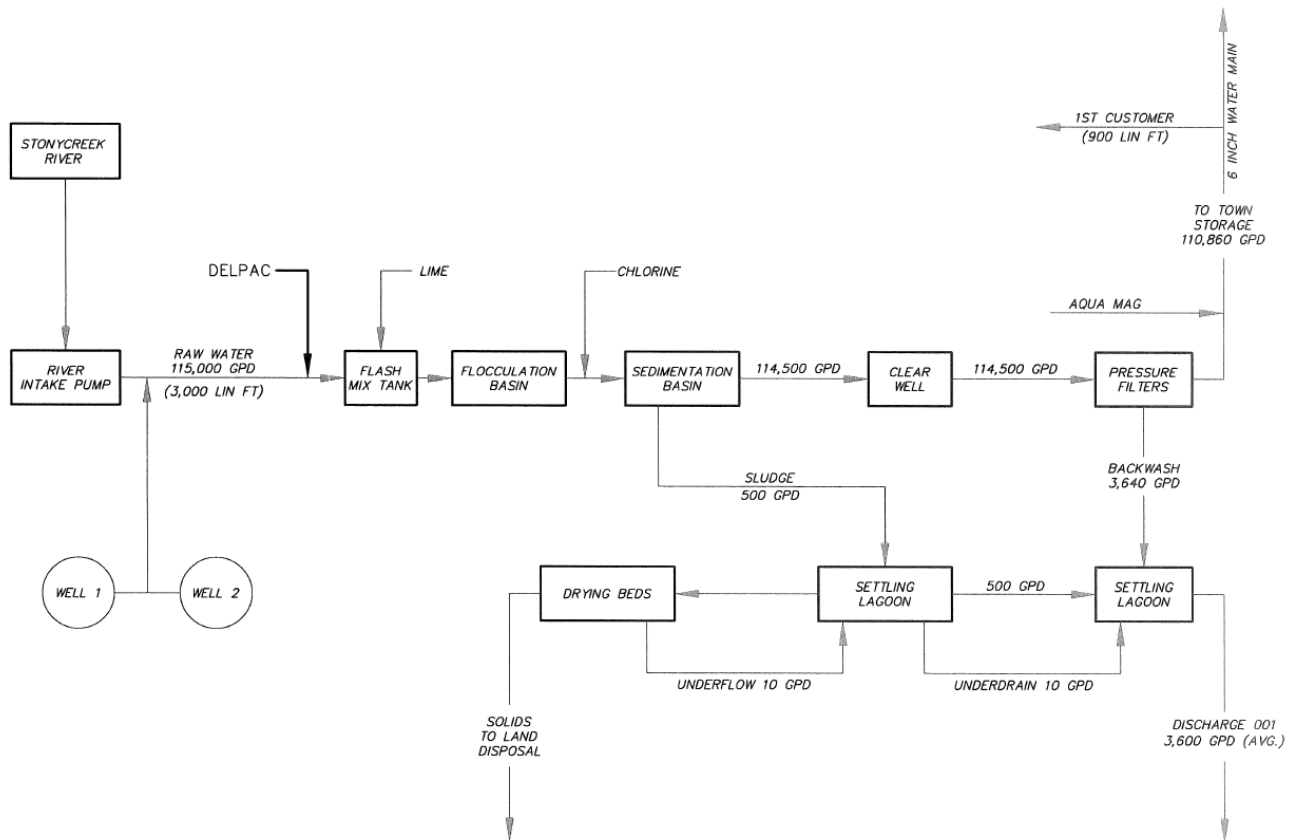 6 INCH WATER MAIN
1ST CUSTOMER
(900 LIN FT)
STONYCREEK
RIVER
TO TOWN
STORAGE
110,860 GPD
DELPAC
LIME
CHLORINE
AQUA MAG
RIVER
INTAKE PUMP
RAW WATER
115,000 GPD
(3,000 LIN FT)
FLASH
MIX TANK
FLOCCULATION
BASIN
SEDIMENTATION
BASIN
114,500 GPD
CLEAR
WELL
114,500 GPD
PRESSURE
FILTERS
SLUDGE
500 GPD
BACKWASH
3,640 GPD
WELL 1
WELL 2
DRYING BEDS
SETTLING
LAGOON
500 GPD
SETTLING
LAGOON
UNDERFLOW 10 GPD
UNDERDRAIN 10 GPD
SOLIDS
TO LAND
DISPOSAL
DISCHARGE 001
3,600 GPD (AVG.)